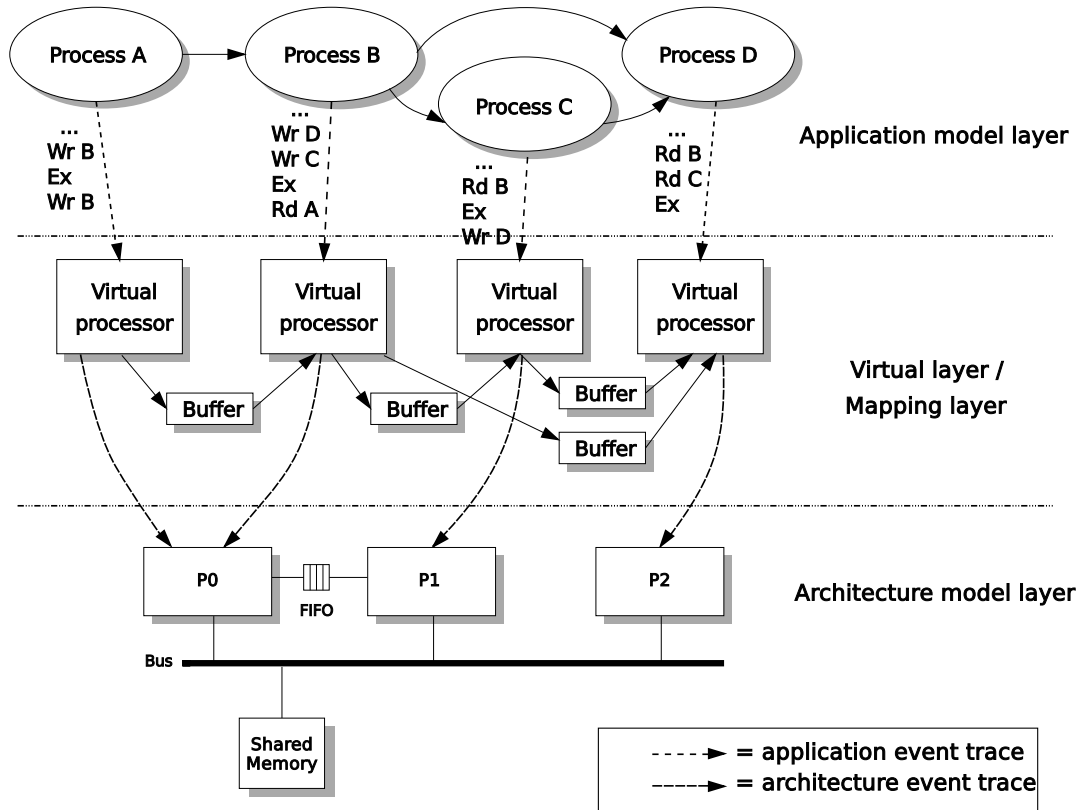 Process A
Process B
Process C
Process D
...
Wr B
Ex
Wr B
...
Wr D
Wr C
Ex
Rd A
...
Rd B
Ex
Wr D
...
Rd B
Rd C
Ex
Application model layer
Virtual
processor
Virtual
processor
Virtual
processor
Virtual
processor
Buffer
Buffer
Buffer
Buffer
Virtual layer /
Mapping layer
P0
FIFO
P1
P2
Architecture model layer
Bus
Shared
Memory
= application event trace
= architecture event trace